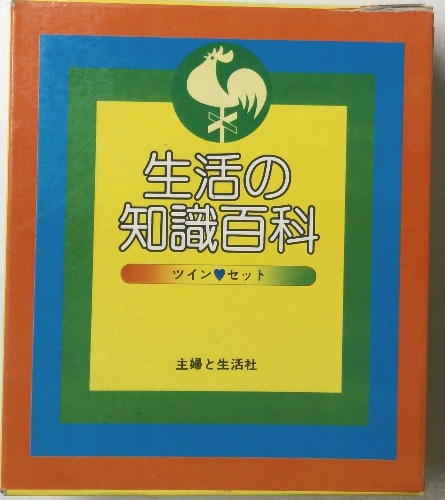 生活の
知識百科
ツイン♥セット
主婦と生活社